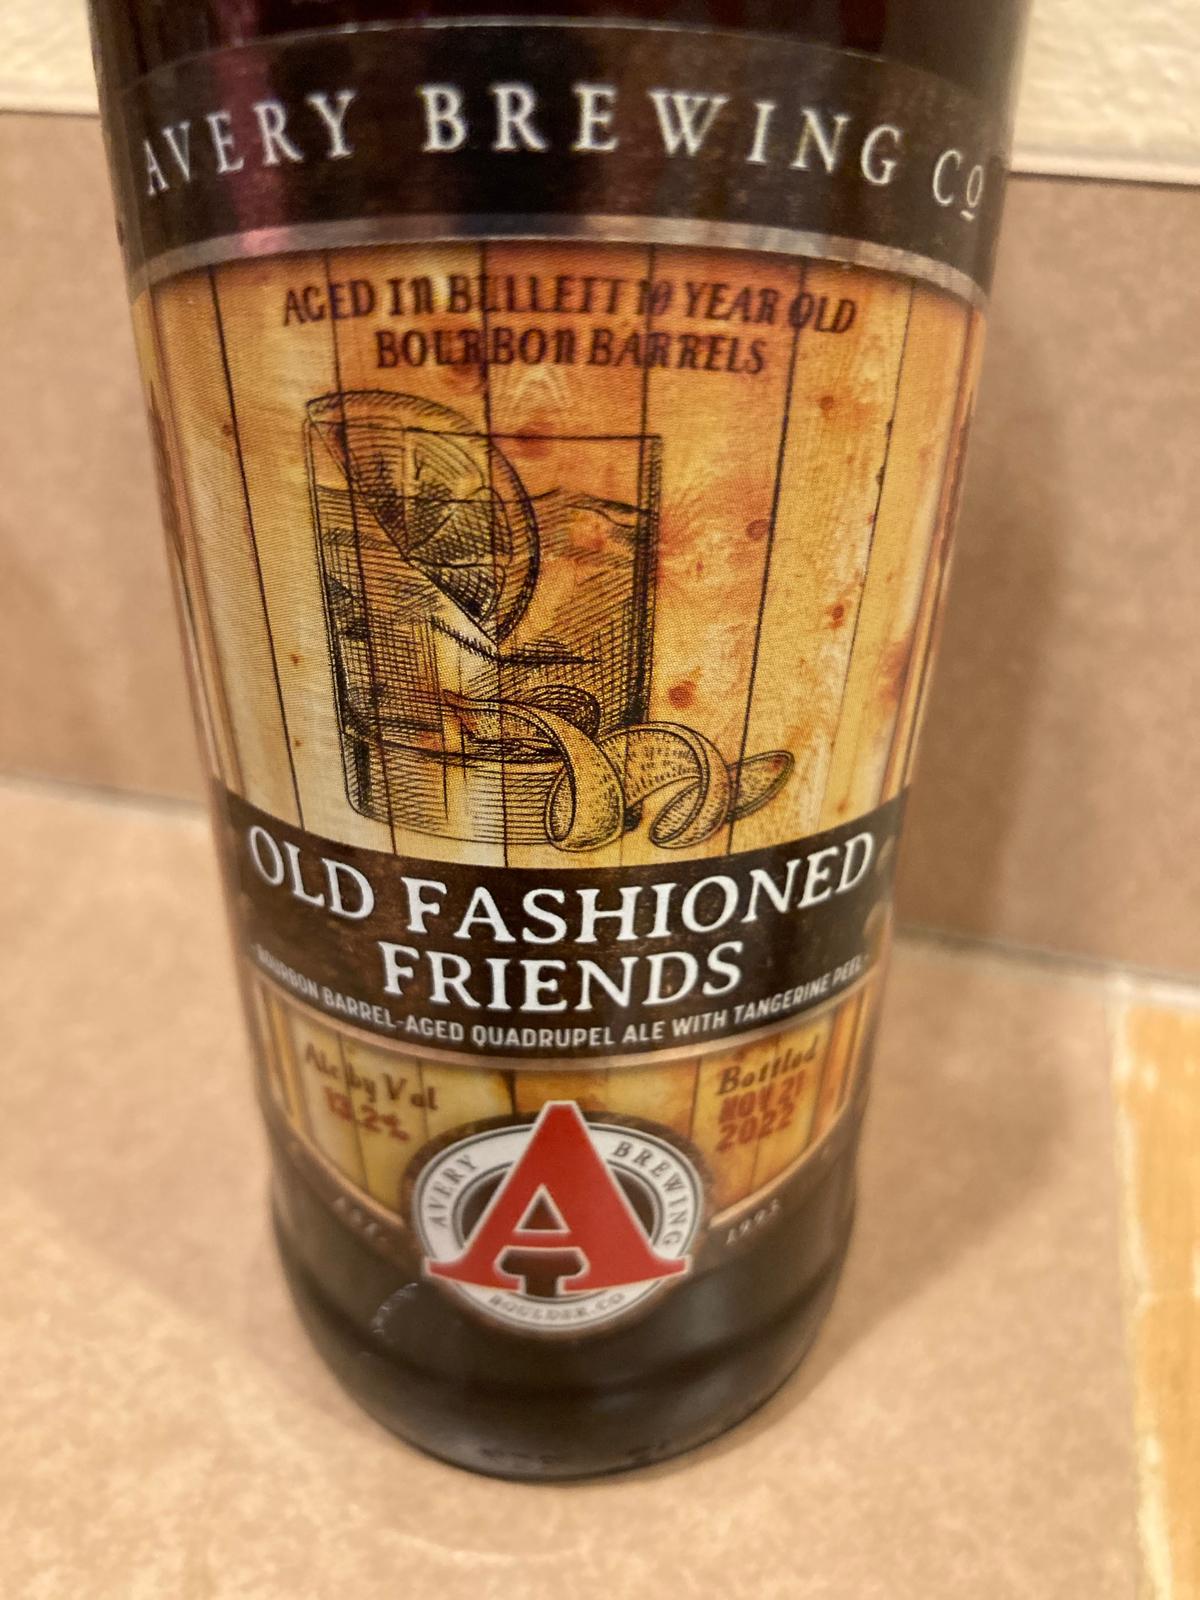 AVERY BREWING Co
AGED IN BULLEIT 10 YEAR OLD
BOURBON BARRELS
OLD FASHIONED
FRIENDS
-BOURBON BARREL-AGED QUADRUPEL ALE WITH TANGERINE PEEL-
Alc by Vol
Bottled
NOV 21
2022
AVERY BREWING
BOULDER, CO
1993